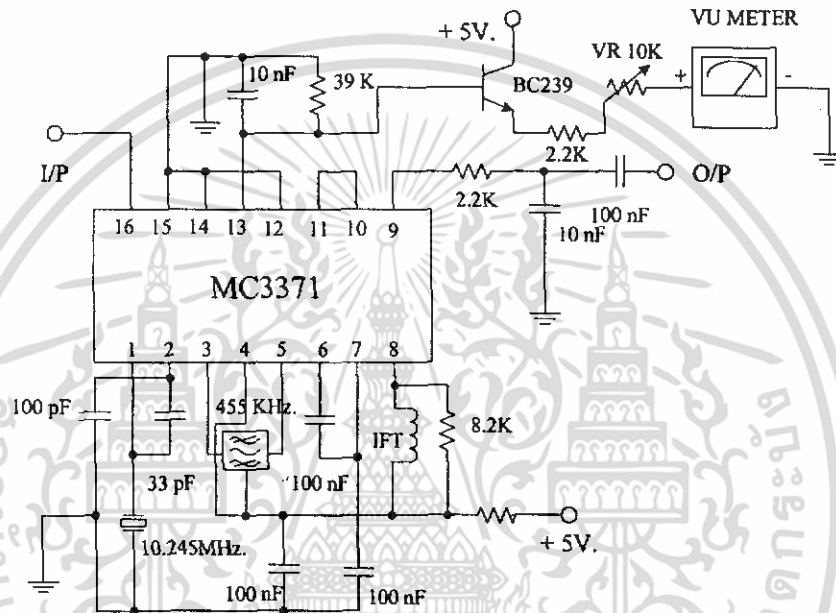 VU METER
+ 5V.
VR 10K
10 nF
39 K
BC239
+
-
2.2K
I/P
2.2K
O/P
100 nF
10 nF
16 15 14 13 12 11 10 9
MC3371
1 2 3 4 5 6 7 8
100 pF
455 KHz.
8.2K
IFT
33 pF
100 nF
10.245MHz.
+ 5V.
100 nF
100 nF